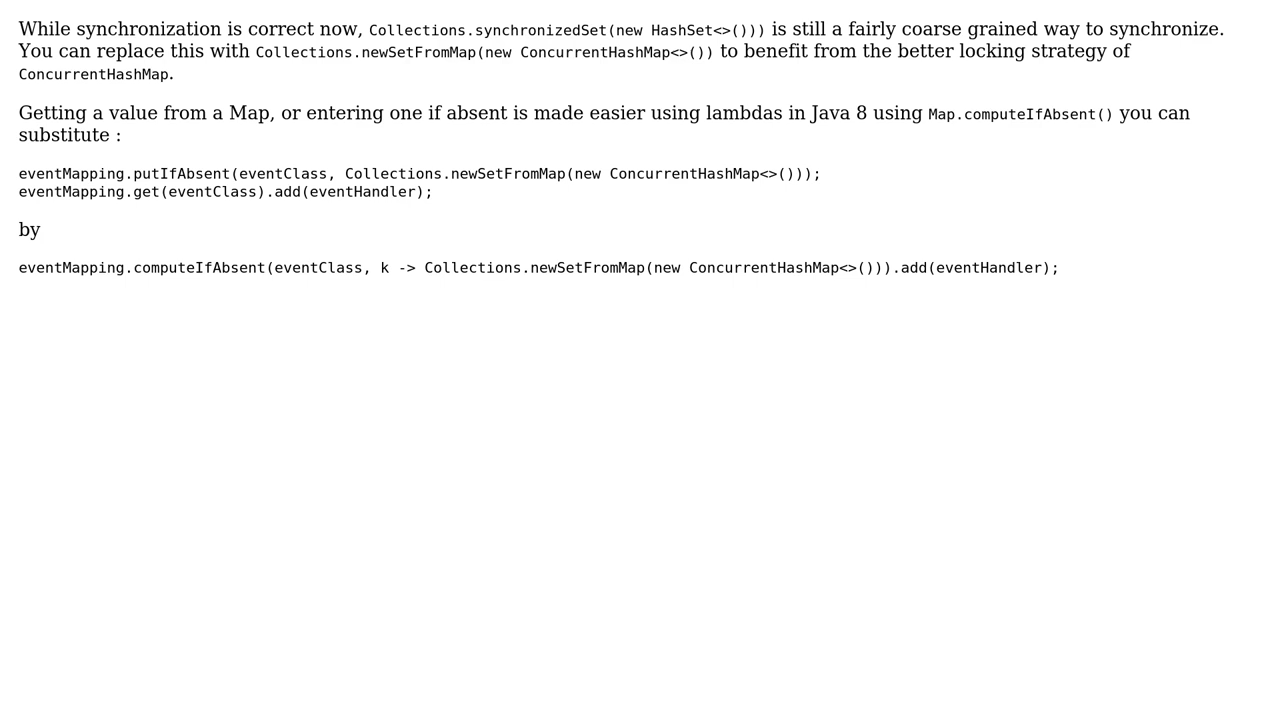 While synchronization is correct now, Collections.synchronizedSet(new HashSet<>())) is still a fairly coarse grained way to synchronize.
You can replace this with Collections.newSetFromMap(new ConcurrentHashMap<>()) to benefit from the better locking strategy of
ConcurrentHashMap.
Getting a value from a Map, or entering one if absent is made easier using lambdas in Java 8 using Map.computeIfAbsent() you can
substitute :
eventMapping.putIfAbsent(eventClass, Collections.newSetFromMap(new ConcurrentHashMap<>()));
eventMapping.get(eventClass).add(eventHandler);
by
eventMapping.computeIfAbsent(eventClass, k -> Collections.newSetFromMap(new ConcurrentHashMap<>())).add(eventHandler);